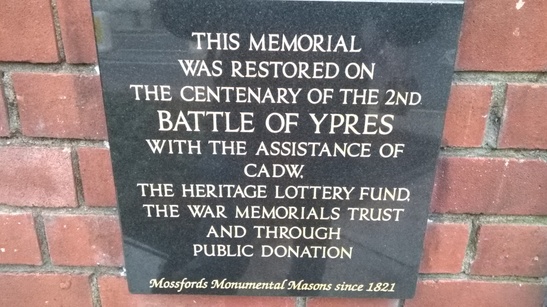 THIS MEMORIAL
WAS RESTORED ON
THE CENTENARY OF THE 2ND
BATTLE OF YPRES
WITH THE ASSISTANCE OF
CADW,
THE HERITAGE LOTTERY FUND,
THE WAR MEMORIALS TRUST
AND THROUGH
PUBLIC DONATION
Mossfords Monumental Masons since 1821